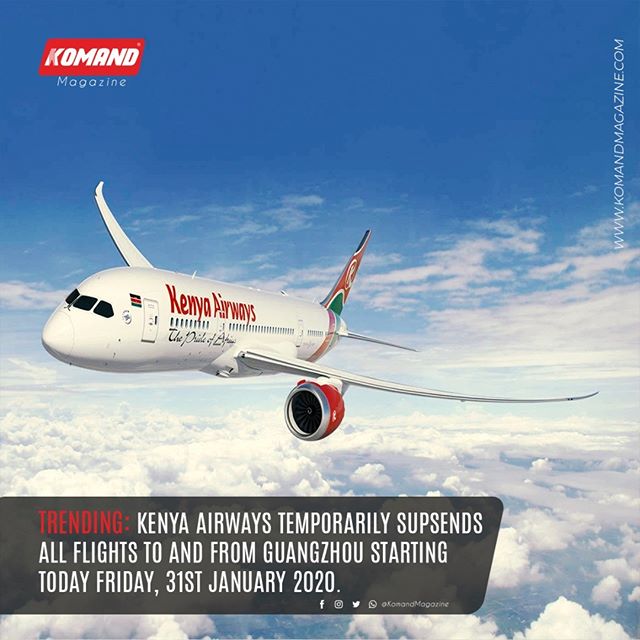 KOMAND
Magazine
WWW.KOMANDMAGAZINE.COM
Kenya Airways
The Pride of Africa
TRENDING: KENYA AIRWAYS TEMPORARILY SUPSENDS
ALL FLIGHTS TO AND FROM GUANGZHOU STARTING
TODAY FRIDAY, 31ST JANUARY 2020.
@KomandMagazine